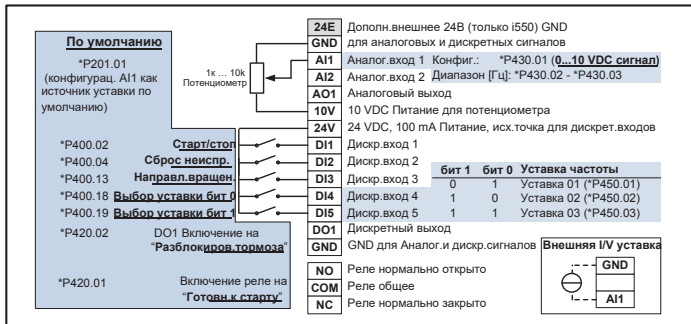 24E Дополн.внешнее 24В (только i550) GND
По умолчанию
*P201.01
(конфигурац. AI1 как
источник уставки по
умолчанию)
1к ... 10k
Потенциометр
GND для аналоговых и дискретных сигналов
AI1 Аналог.вход 1 Конфиг.: *P430.01 (0...10 VDC сигнал)
AI2 Аналог.вход 2 Диапазон [Гц]: *P430.02 - *P430.03
AO1 Аналоговый выход
10V 10 VDC Питание для потенциометра
24V 24 VDC, 100 mA Питание, исх.точка для дискрет.входов
*P400.02 Старт/стоп DI1 Дискр.вход 1
*P400.04 Сброс неиспр. DI2 Дискр.вход 2
*P400.13 Направл.вращен. DI3 Дискр.вход 3
*P400.18 Выбор уставки бит 0 DI4 Дискр.вход 4
*P400.19 Выбор уставки бит 1 DI5 Дискр.вход 5
бит 1 бит 0 Уставка частоты
0 1 Уставка 01 (*P450.01)
1 0 Уставка 02 (*P450.02)
1 1 Уставка 03 (*P450.03)
*P420.02 DO1 Включение на
"Разблокиров.тормоза"
DO1 Дискретный выход
GND GND для Аналог.и дискр.сигналов
Внешняя I/V уставка
GND
AI1
*P420.01 Включение реле на
"Готовн.к старту"
NO Реле нормально открыто
COM Реле общее
NC Реле нормально закрыто